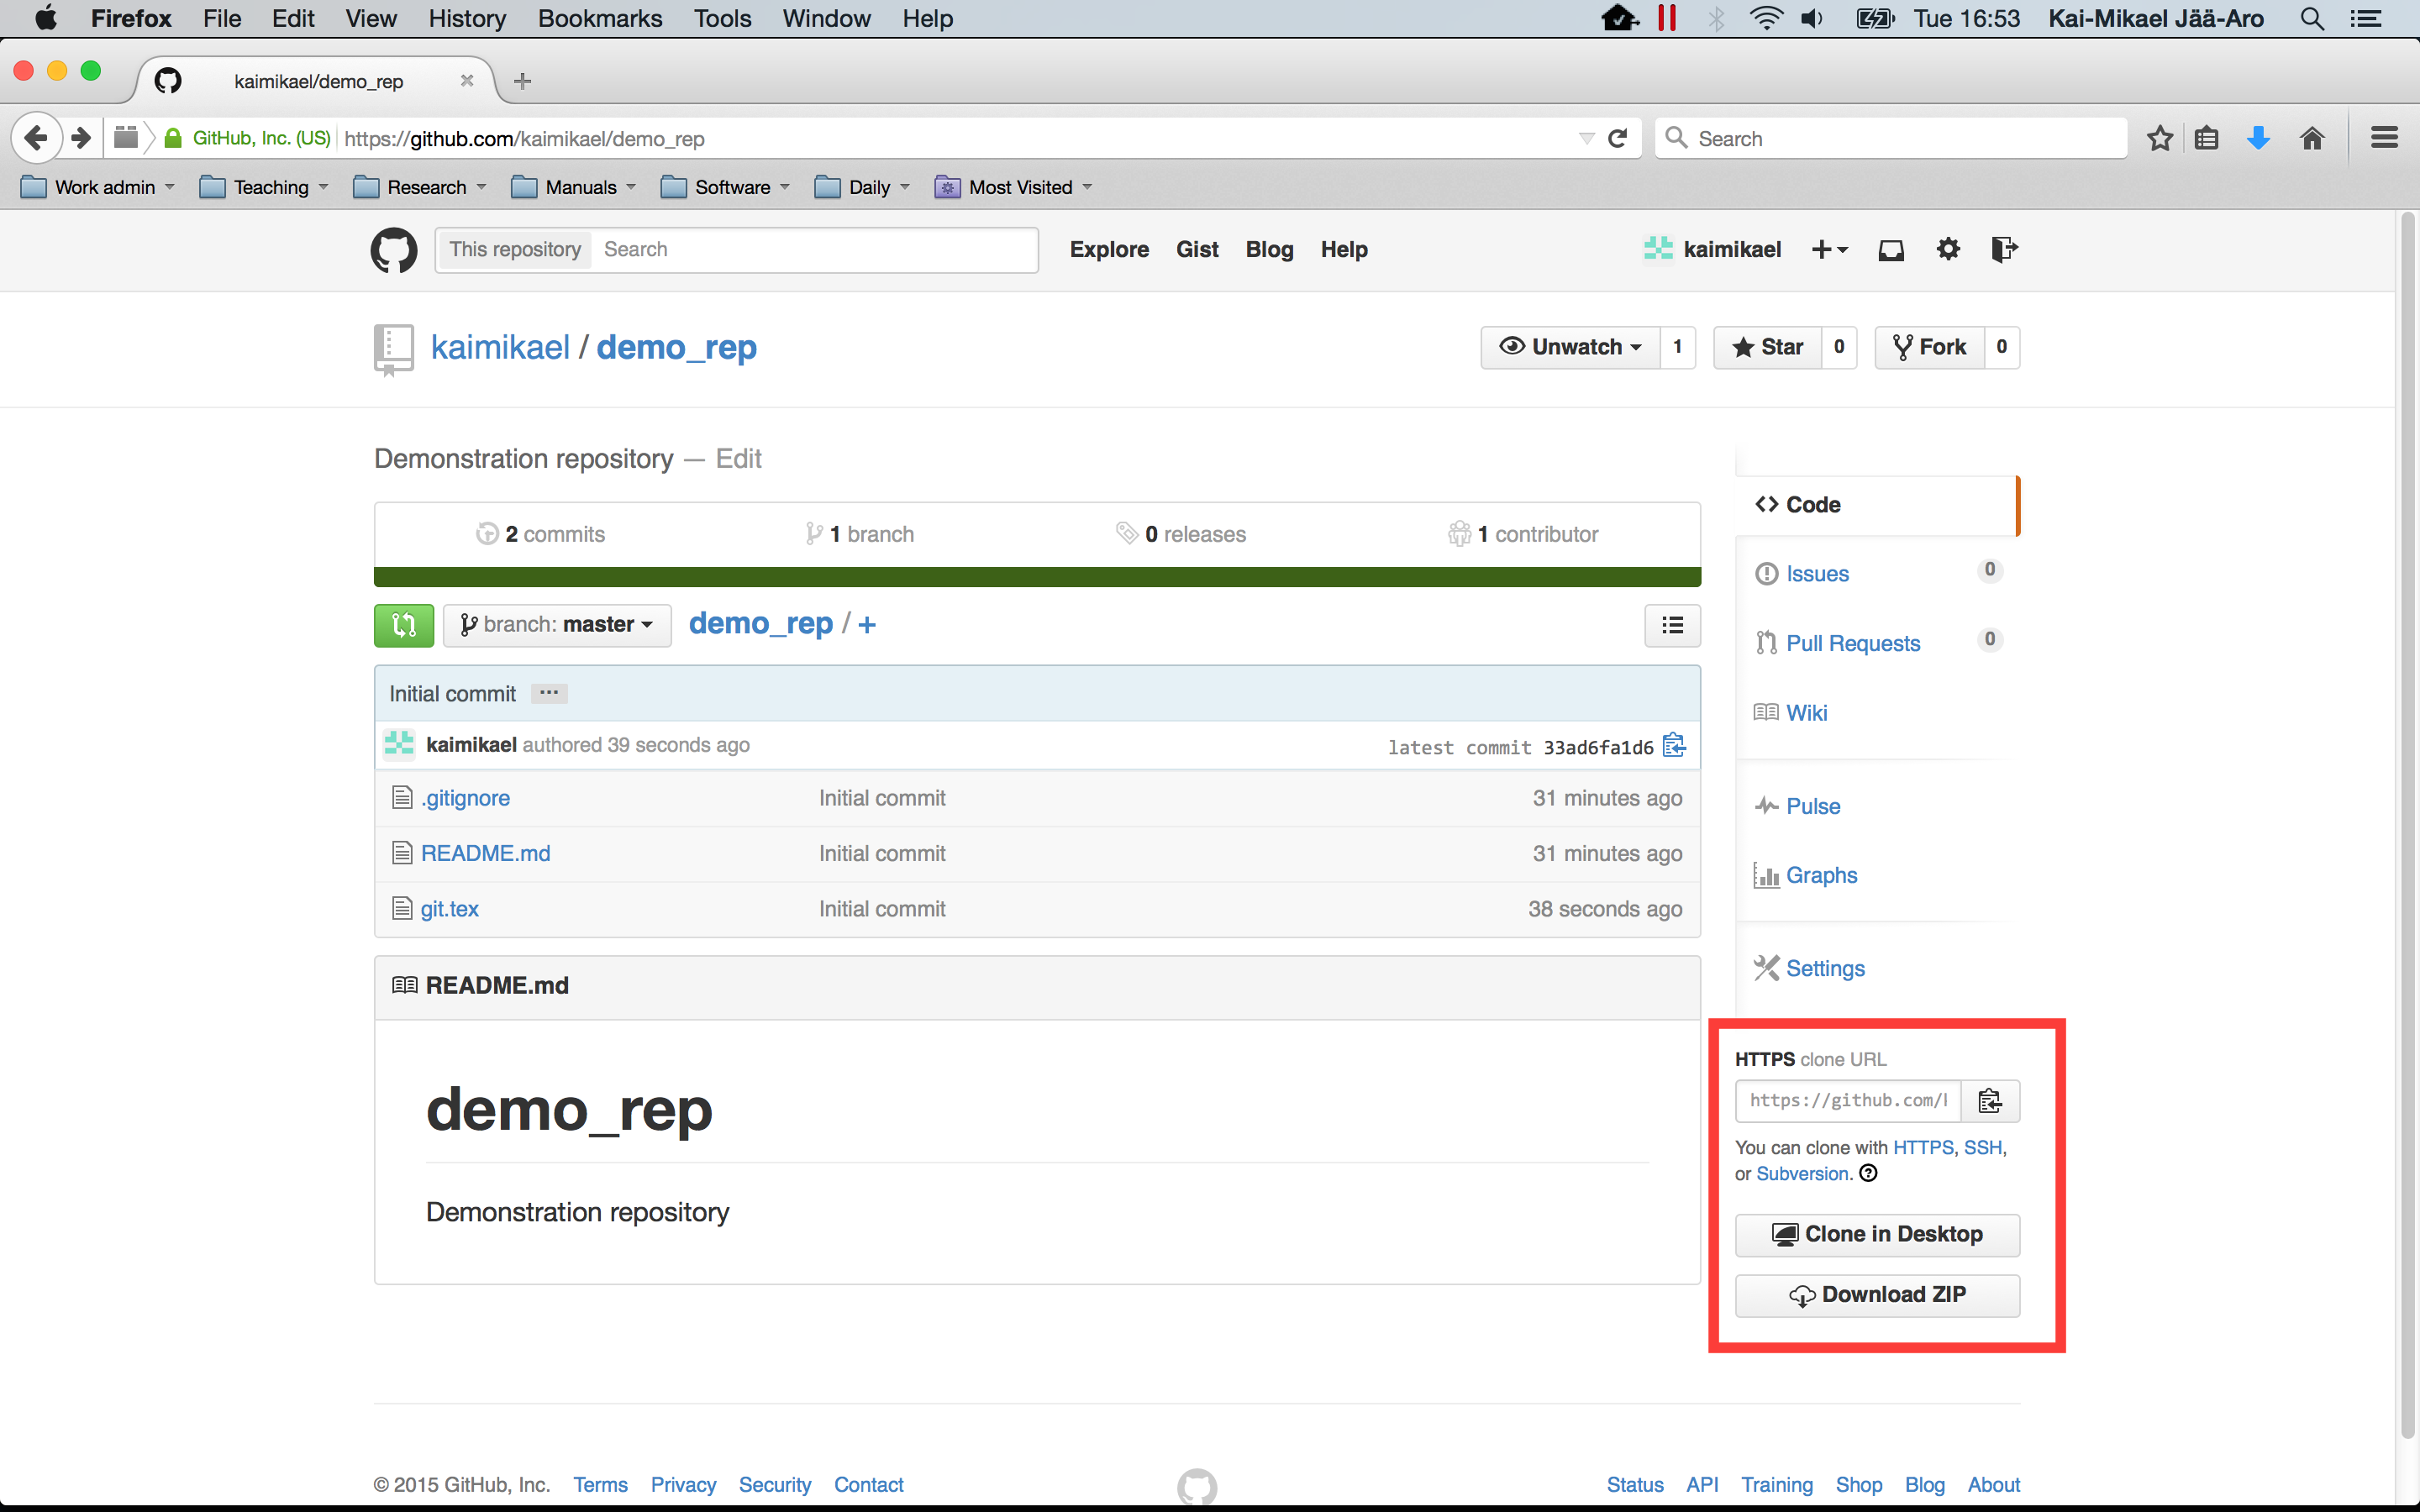 Firefox File Edit View History Bookmarks Tools Window Help Tue 16:53 Kai-Mikael Jää-Aro
kaimikael/demo_rep
GitHub, Inc. (US) https://github.com/kaimikael/demo_rep Search
Work admin Teaching Research Manuals Software Daily Most Visited
This repository Search Explore Gist Blog Help kaimikael
kaimikael / demo_rep Unwatch 1 Star 0 Fork 0
Demonstration repository — Edit
2 commits 1 branch 0 releases 1 contributor
branch: master demo_rep / +
Initial commit ...
kaimikael authored 39 seconds ago latest commit 33ad6fa1d6
.gitignore Initial commit 31 minutes ago
README.md Initial commit 31 minutes ago
git.tex Initial commit 38 seconds ago
README.md
demo_rep
Demonstration repository
Code
Issues 0
Pull Requests 0
Wiki
Pulse
Graphs
Settings
HTTPS clone URL
https://github.com/
You can clone with HTTPS, SSH,
or Subversion.
Clone in Desktop
Download ZIP
© 2015 GitHub, Inc. Terms Privacy Security Contact Status API Training Shop Blog About